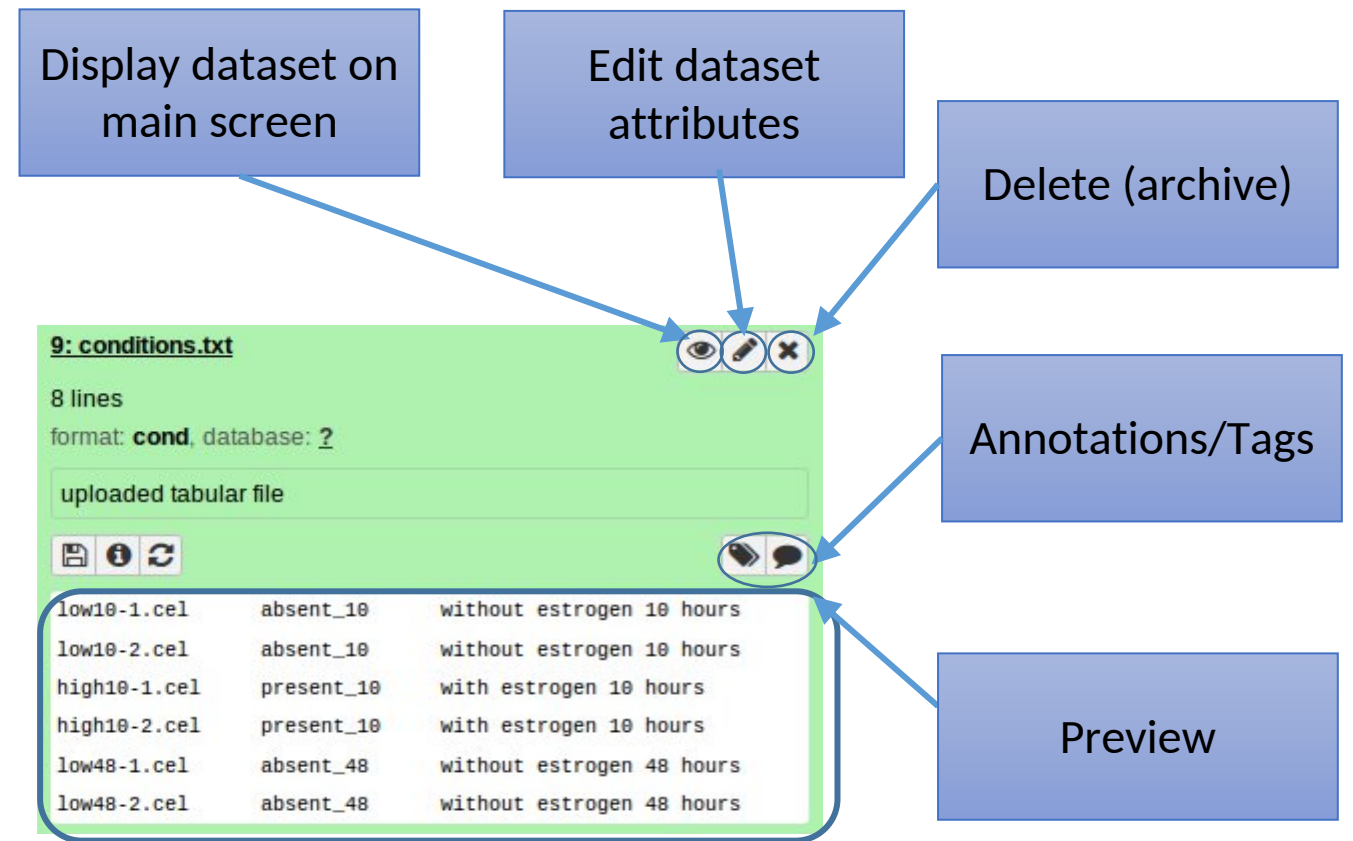 Display dataset on
main screen
Edit dataset
attributes
Delete (archive)
9: conditions.txt
8 lines
format: cond, database: ?
uploaded tabular file
Annotations/Tags
low10-1.cel absent_10 without estrogen 10 hours
low10-2.cel absent_10 without estrogen 10 hours
high10-1.cel present_10 with estrogen 10 hours
high10-2.cel present_10 with estrogen 10 hours
low48-1.cel absent_48 without estrogen 48 hours
low48-2.cel absent_48 without estrogen 48 hours
Preview